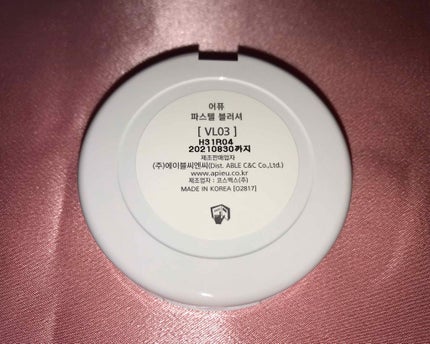 어퓨
파스텔 블러셔
[ VL03 ]
H31R04
20210830까지
제조판매업자
(주)에이블씨엔씨(Dist. ABLE C&C Co.,Ltd.)
www.apieu.co.kr
제조업자 : 코스맥스(주)
MADE IN KOREA [O2817]